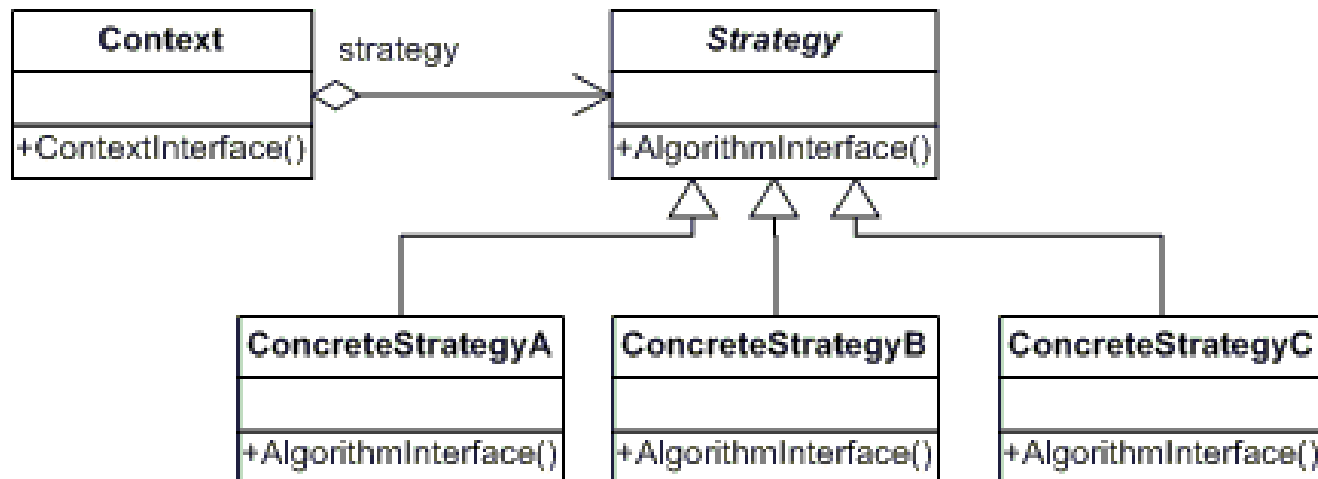 Context
strategy
Strategy
+ContextInterface()
+AlgorithmInterface()
ConcreteStrategyA
ConcreteStrategyB
ConcreteStrategyC
+AlgorithmInterface()
+AlgorithmInterface()
+AlgorithmInterface()